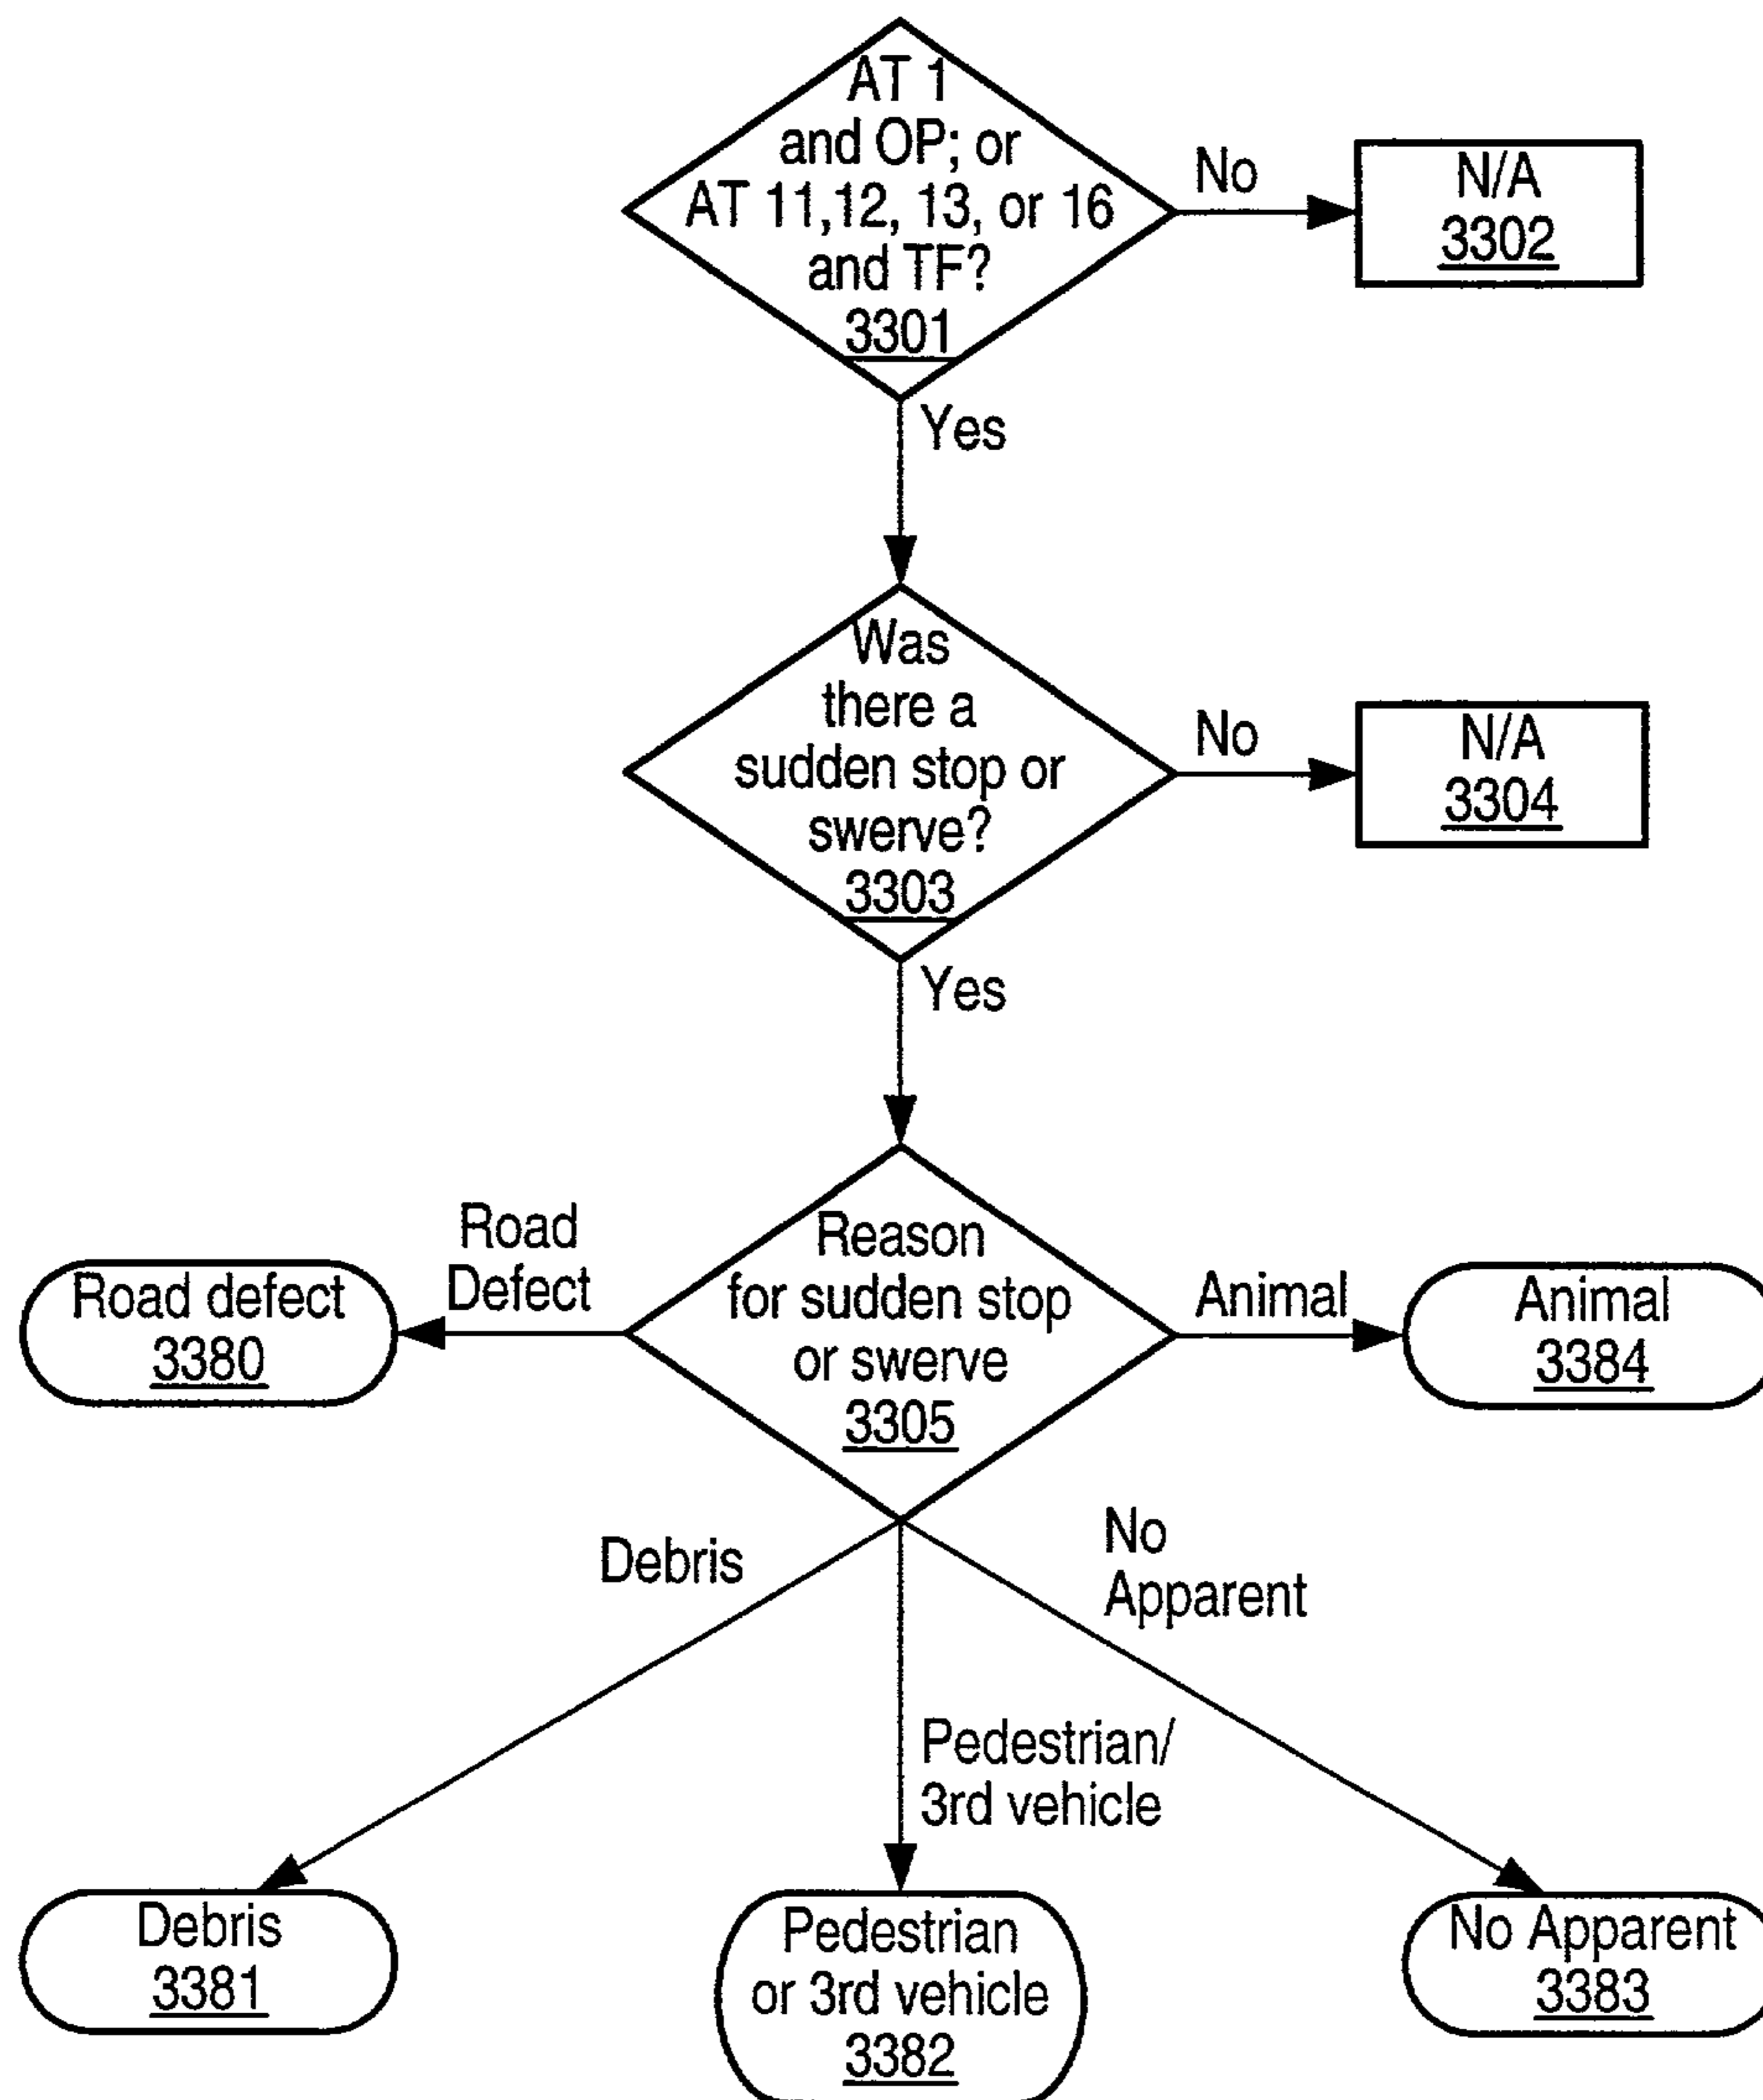 AT 1
and OP; or
AT 11,12, 13, or 16
and TF?
3301
No
N/A
3302
Yes
Was
there a
sudden stop or
swerve?
3303
No
N/A
3304
Yes
Reason
for sudden stop
or swerve
3305
Road
Defect
Road defect
3380
Animal
Animal
3384
Debris
No
Apparent
Pedestrian/
3rd vehicle
Debris
3381
Pedestrian
or 3rd vehicle
3382
No Apparent
3383